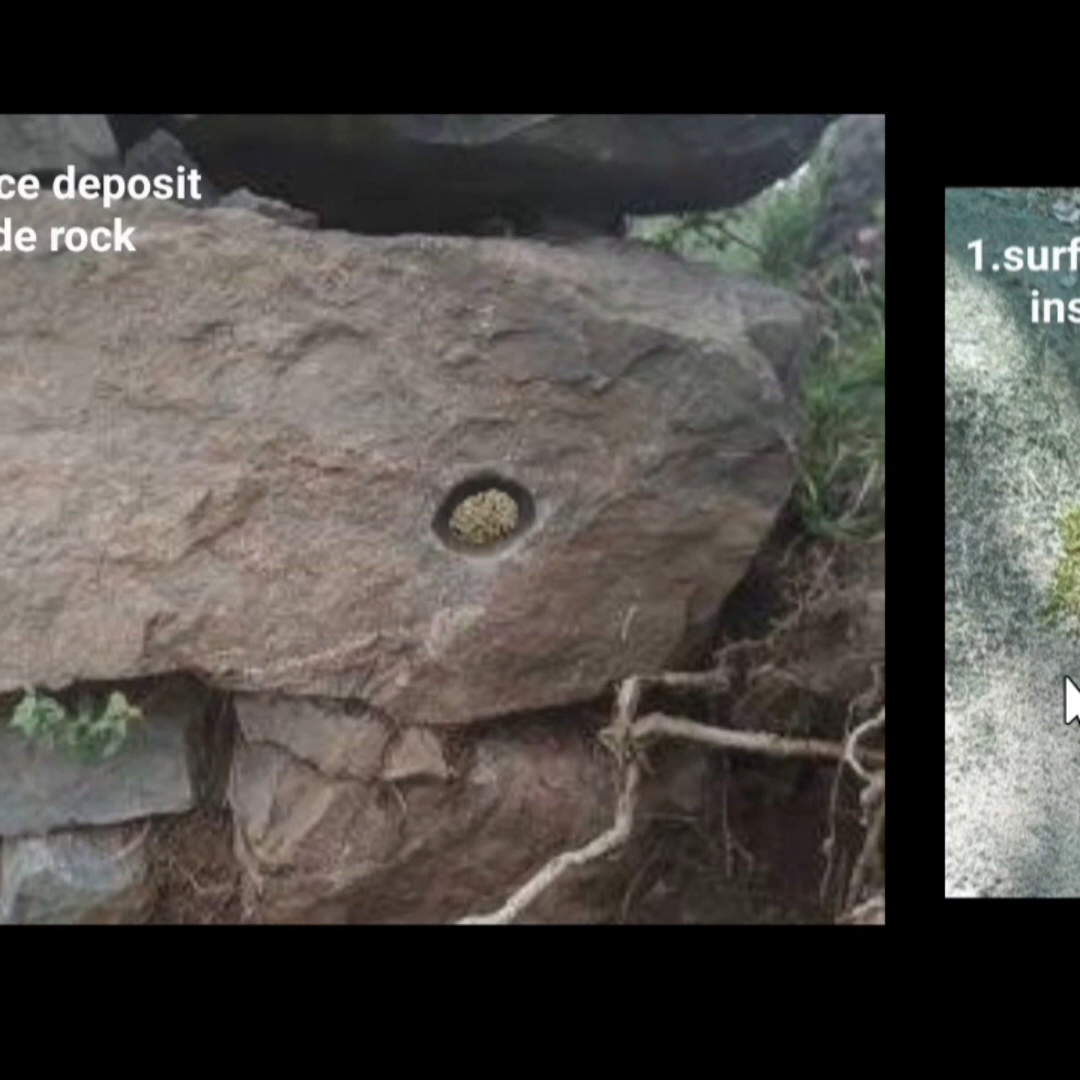 ce deposit
de rock
1.surf
ins